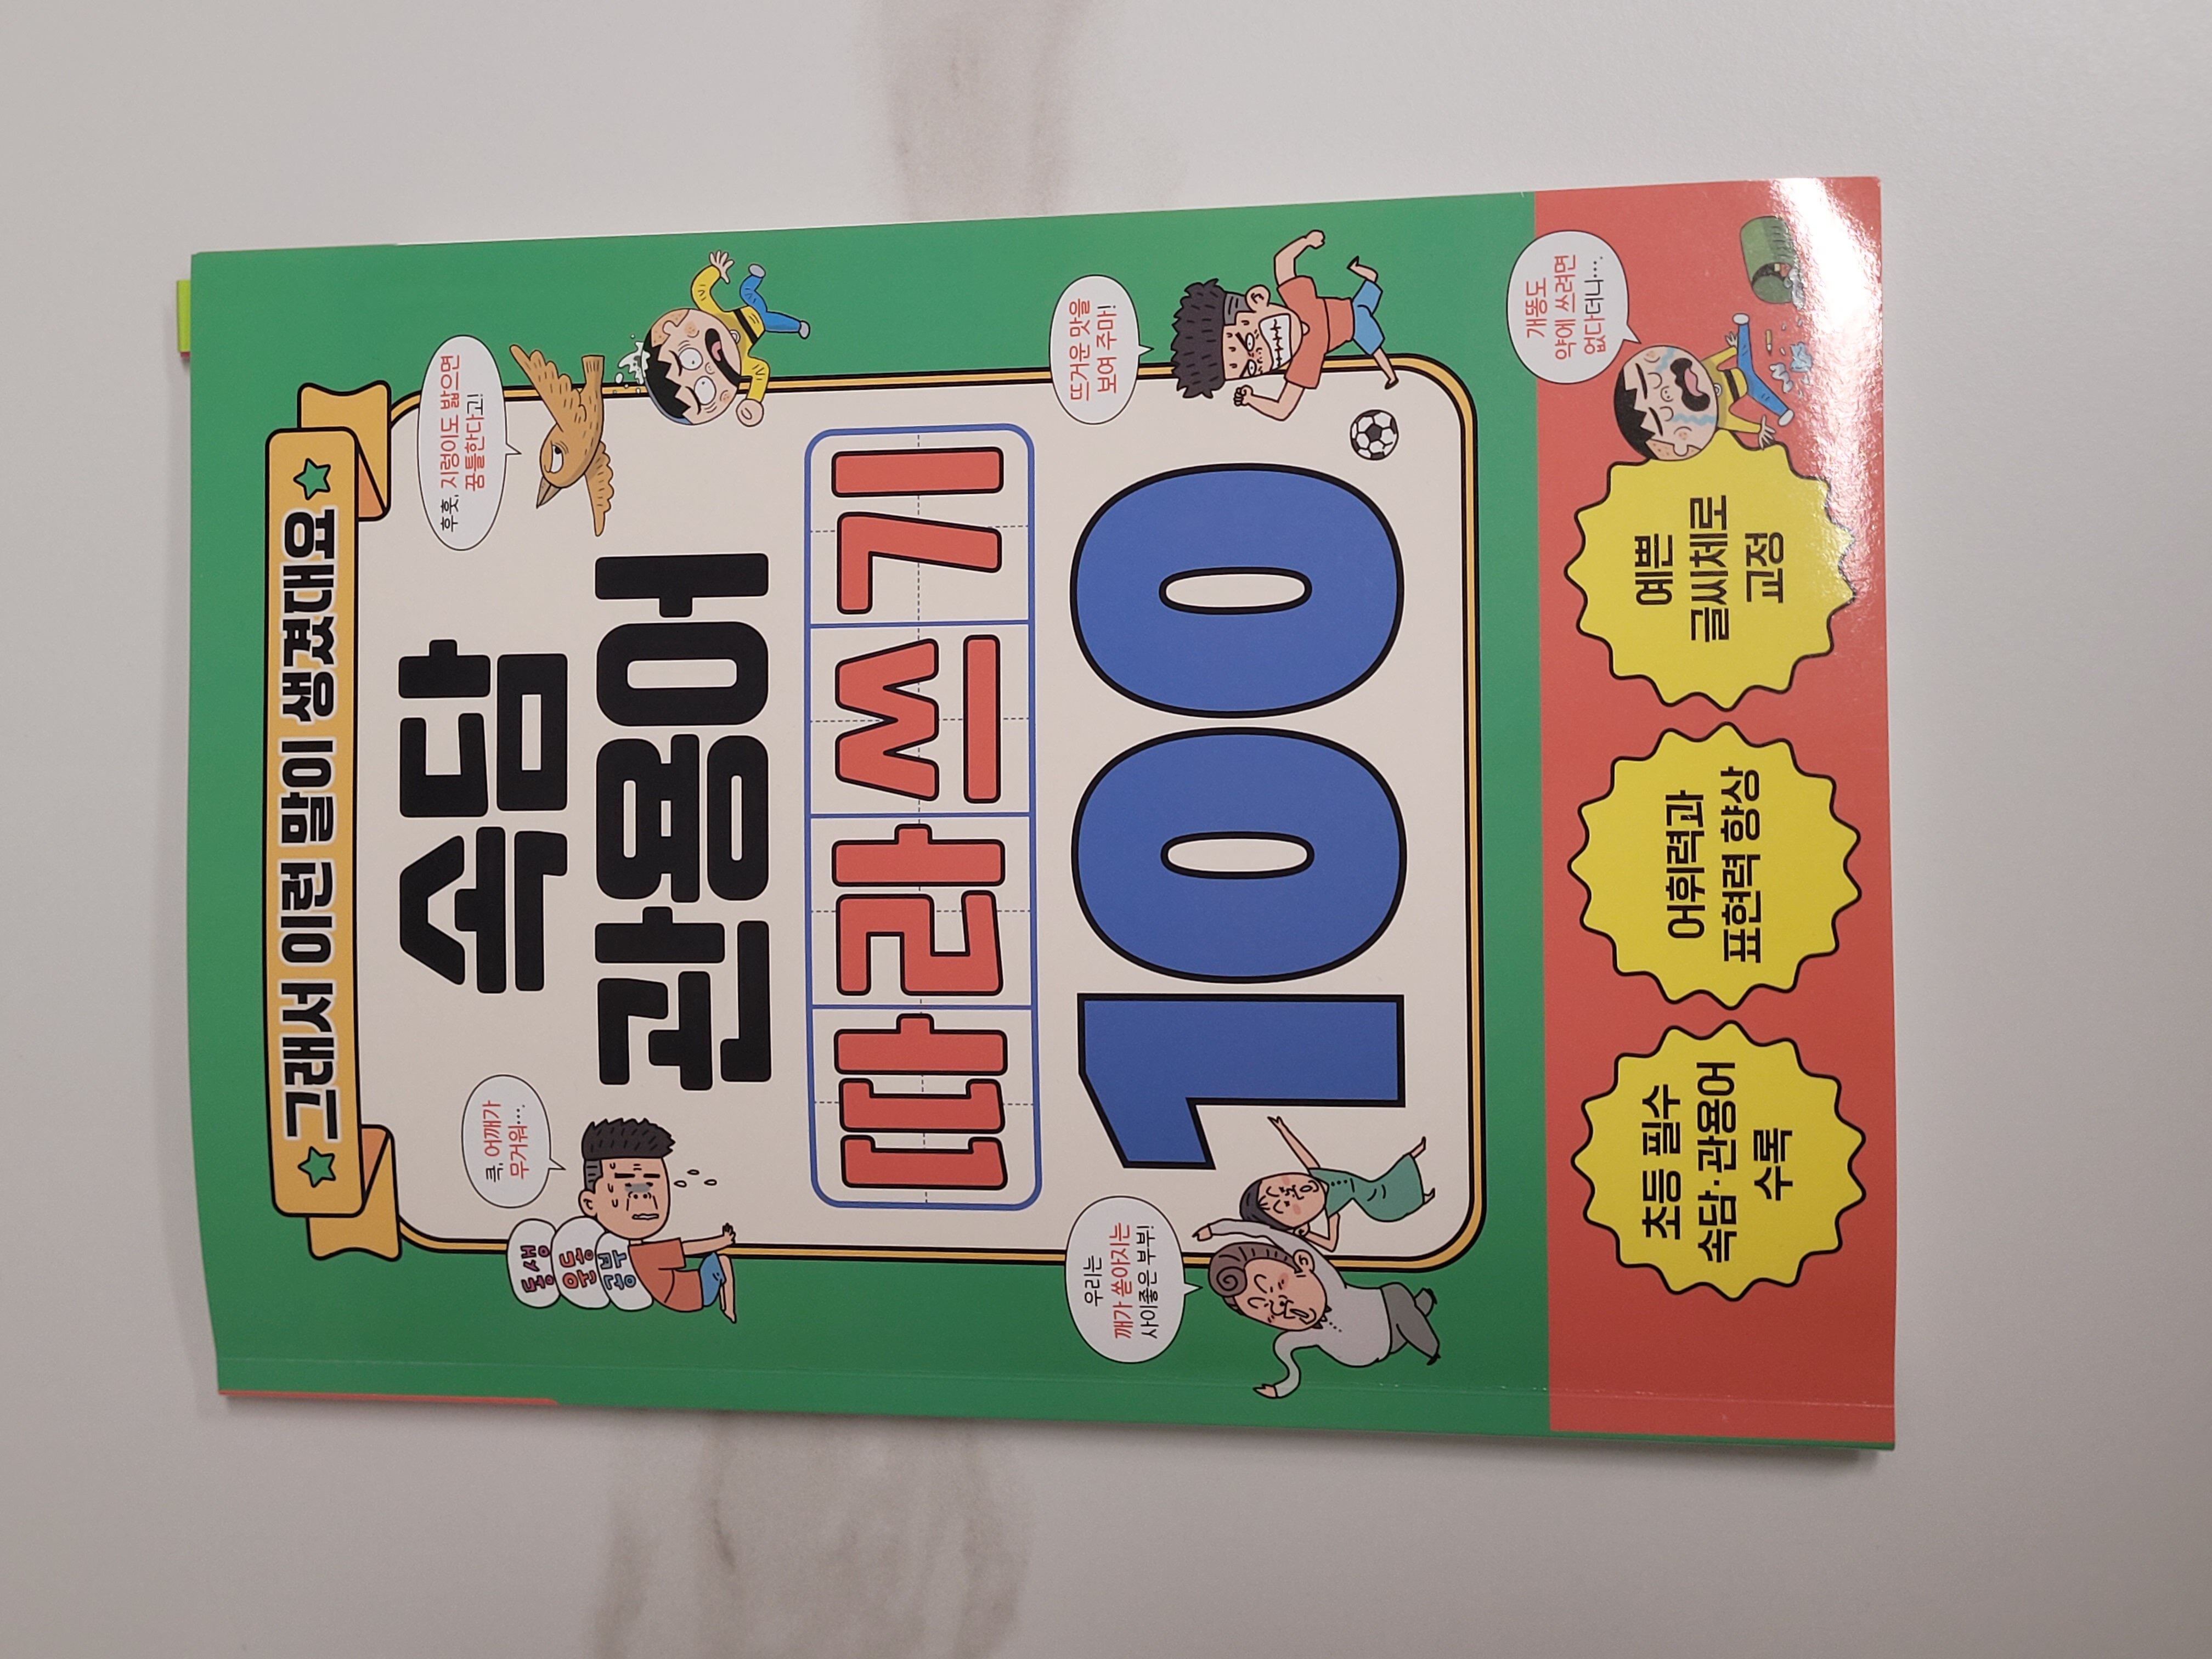 그래서 이런 말이 생겼대요
속담
관용어
따라쓰기
100
큭, 어깨가
무거워….
동생
운동
공부
후훗, 지렁이도 밟으면
꿈틀한다고!
우리는
깨가 쏟아지는
사이좋은 부부!
뜨거운 맛을
보여 주마!
개똥도
약에 쓰려면
없다더니….
초등 필수
속담·관용어
수록
어휘력과
표현력 향상
예쁜
글씨체로
교정